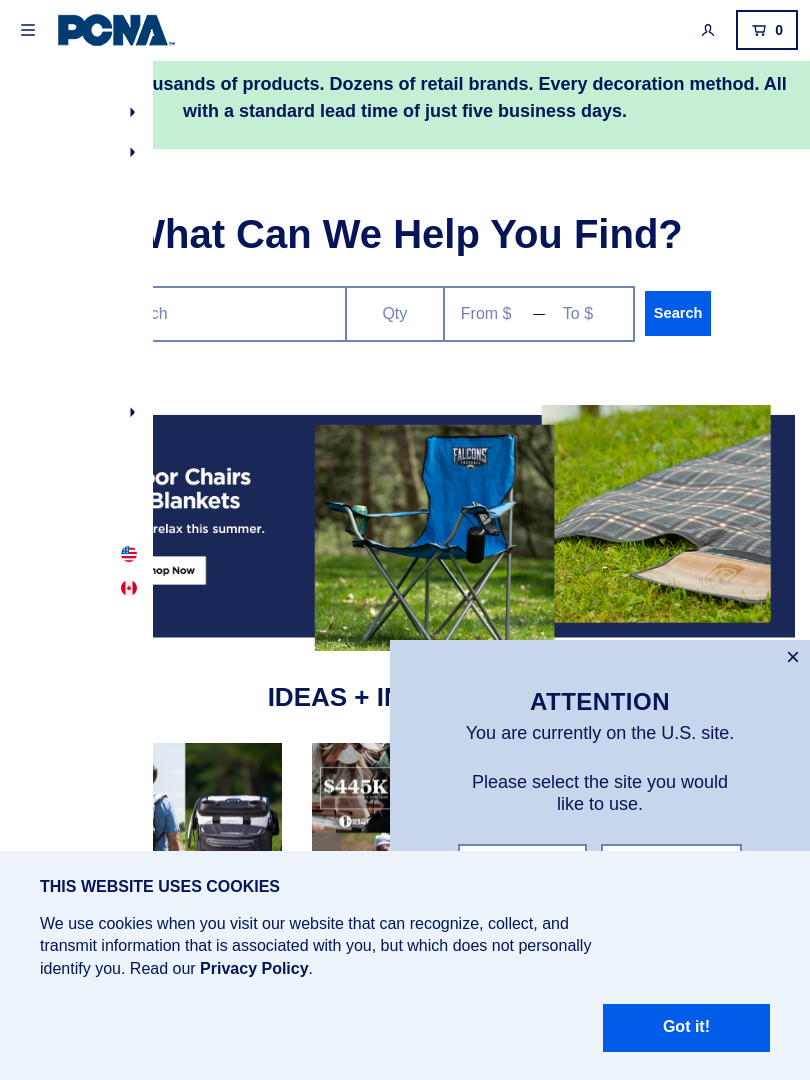 PCNA
0
usands of products. Dozens of retail brands. Every decoration method. All
with a standard lead time of just five business days.
What Can We Help You Find?
ch
Qty
From $ — To $
Search
or Chairs
Blankets
relax this summer.
hop Now
FALCONS
IDEAS + IN
$445K
ATTENTION
You are currently on the U.S. site.
Please select the site you would
like to use.
THIS WEBSITE USES COOKIES
We use cookies when you visit our website that can recognize, collect, and
transmit information that is associated with you, but which does not personally
identify you. Read our Privacy Policy.
Got it!